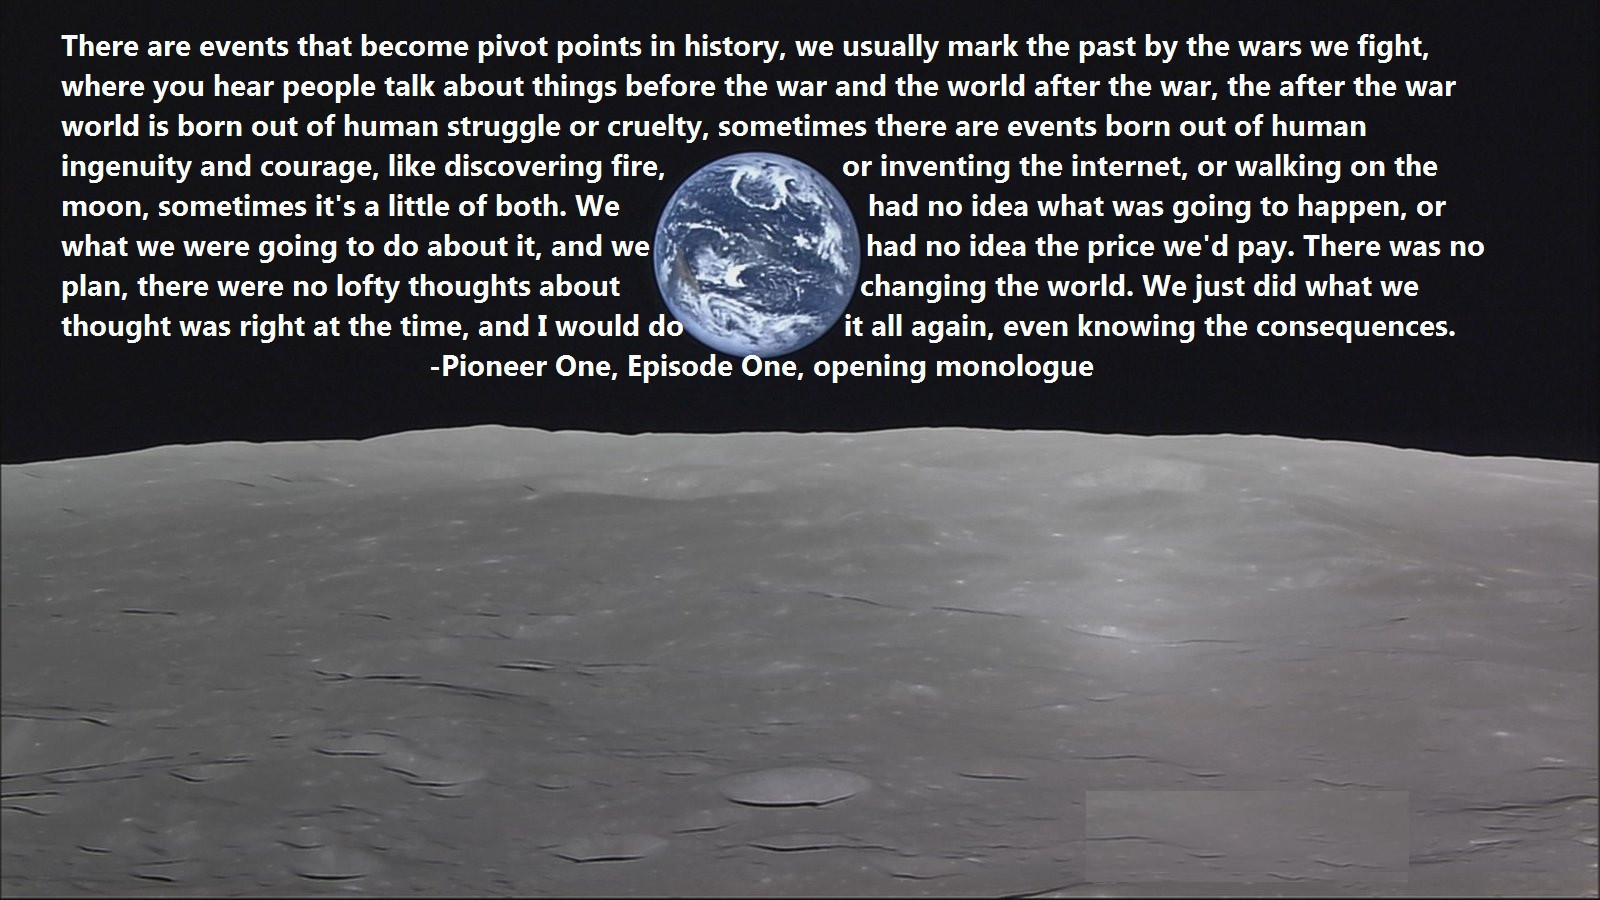 There are events that become pivot points in history, we usually mark the past by the wars we fight,
where you hear people talk about things before the war and the world after the war, the after the war
world is born out of human struggle or cruelty, sometimes there are events born out of human
ingenuity and courage, like discovering fire, or inventing the internet, or walking on the
moon, sometimes it's a little of both. We had no idea what was going to happen, or
what we were going to do about it, and we had no idea the price we'd pay. There was no
plan, there were no lofty thoughts about changing the world. We just did what we
thought was right at the time, and I would do it all again, even knowing the consequences.
-Pioneer One, Episode One, opening monologue